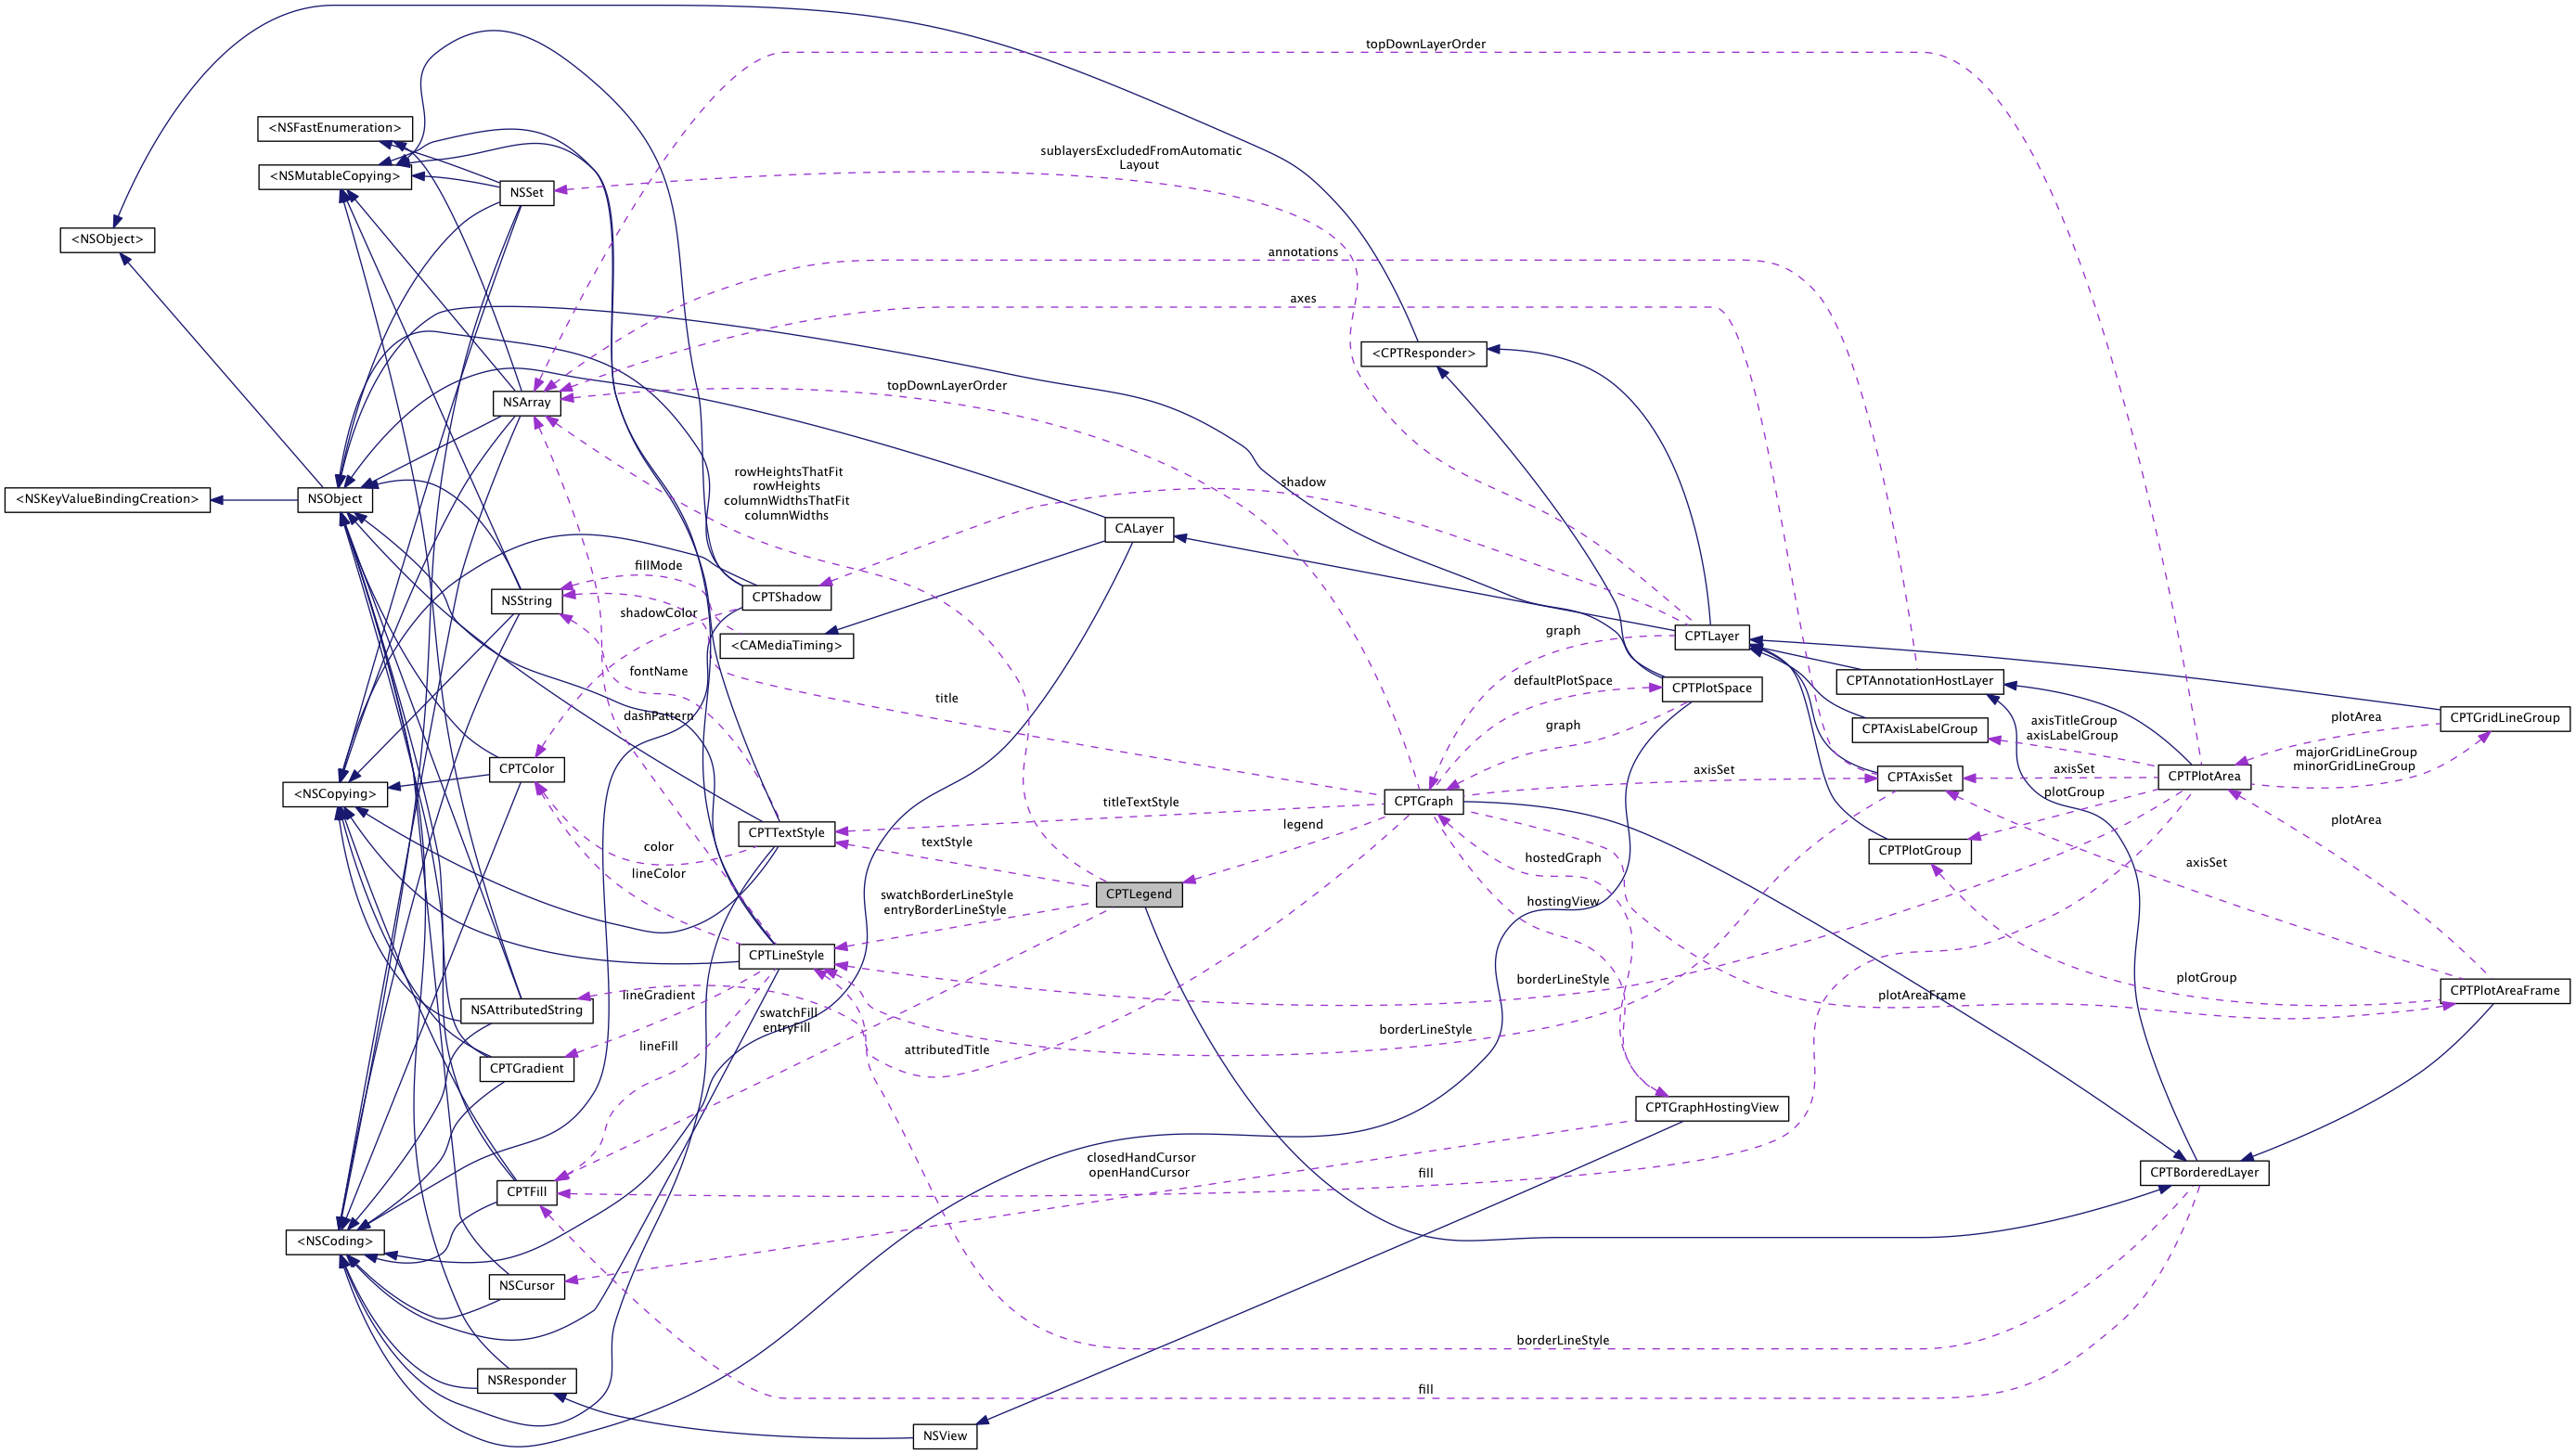 topDownLayerOrder
<NSFastEnumeration>
sublayersExcludedFromAutomatic
Layout
<NSMutableCopying>
NSSet
<NSObject>
annotations
axes
<CPTResponder>
topDownLayerOrder
NSArray
rowHeightsThatFit
rowHeights
columnWidthsThatFit
columnWidths
shadow
<NSKeyValueBindingCreation>
NSObject
CALayer
fillMode
CPTShadow
NSString
shadowColor
<CAMediaTiming>
graph
CPTLayer
fontName
title
defaultPlotSpace
CPTPlotSpace
CPTAnnotationHostLayer
dashPattern
graph
CPTAxisLabelGroup
axisTitleGroup
axisLabelGroup
plotArea
CPTGridLineGroup
majorGridLineGroup
minorGridLineGroup
CPTColor
axisSet
CPTAxisSet
axisSet
CPTPlotArea
<NSCopying>
titleTextStyle
CPTGraph
plotGroup
legend
plotArea
CPTTextStyle
textStyle
color
lineColor
hostedGraph
CPTPlotGroup
axisSet
swatchBorderLineStyle
entryBorderLineStyle
CPTLegend
hostingView
CPTLineStyle
borderLineStyle
plotGroup
CPTPlotAreaFrame
plotAreaFrame
lineGradient
NSAttributedString
swatchFill
entryFill
borderLineStyle
lineFill
attributedTitle
CPTGradient
CPTGraphHostingView
closedHandCursor
openHandCursor
fill
CPTBorderedLayer
CPTFill
<NSCoding>
NSCursor
borderLineStyle
NSResponder
fill
NSView